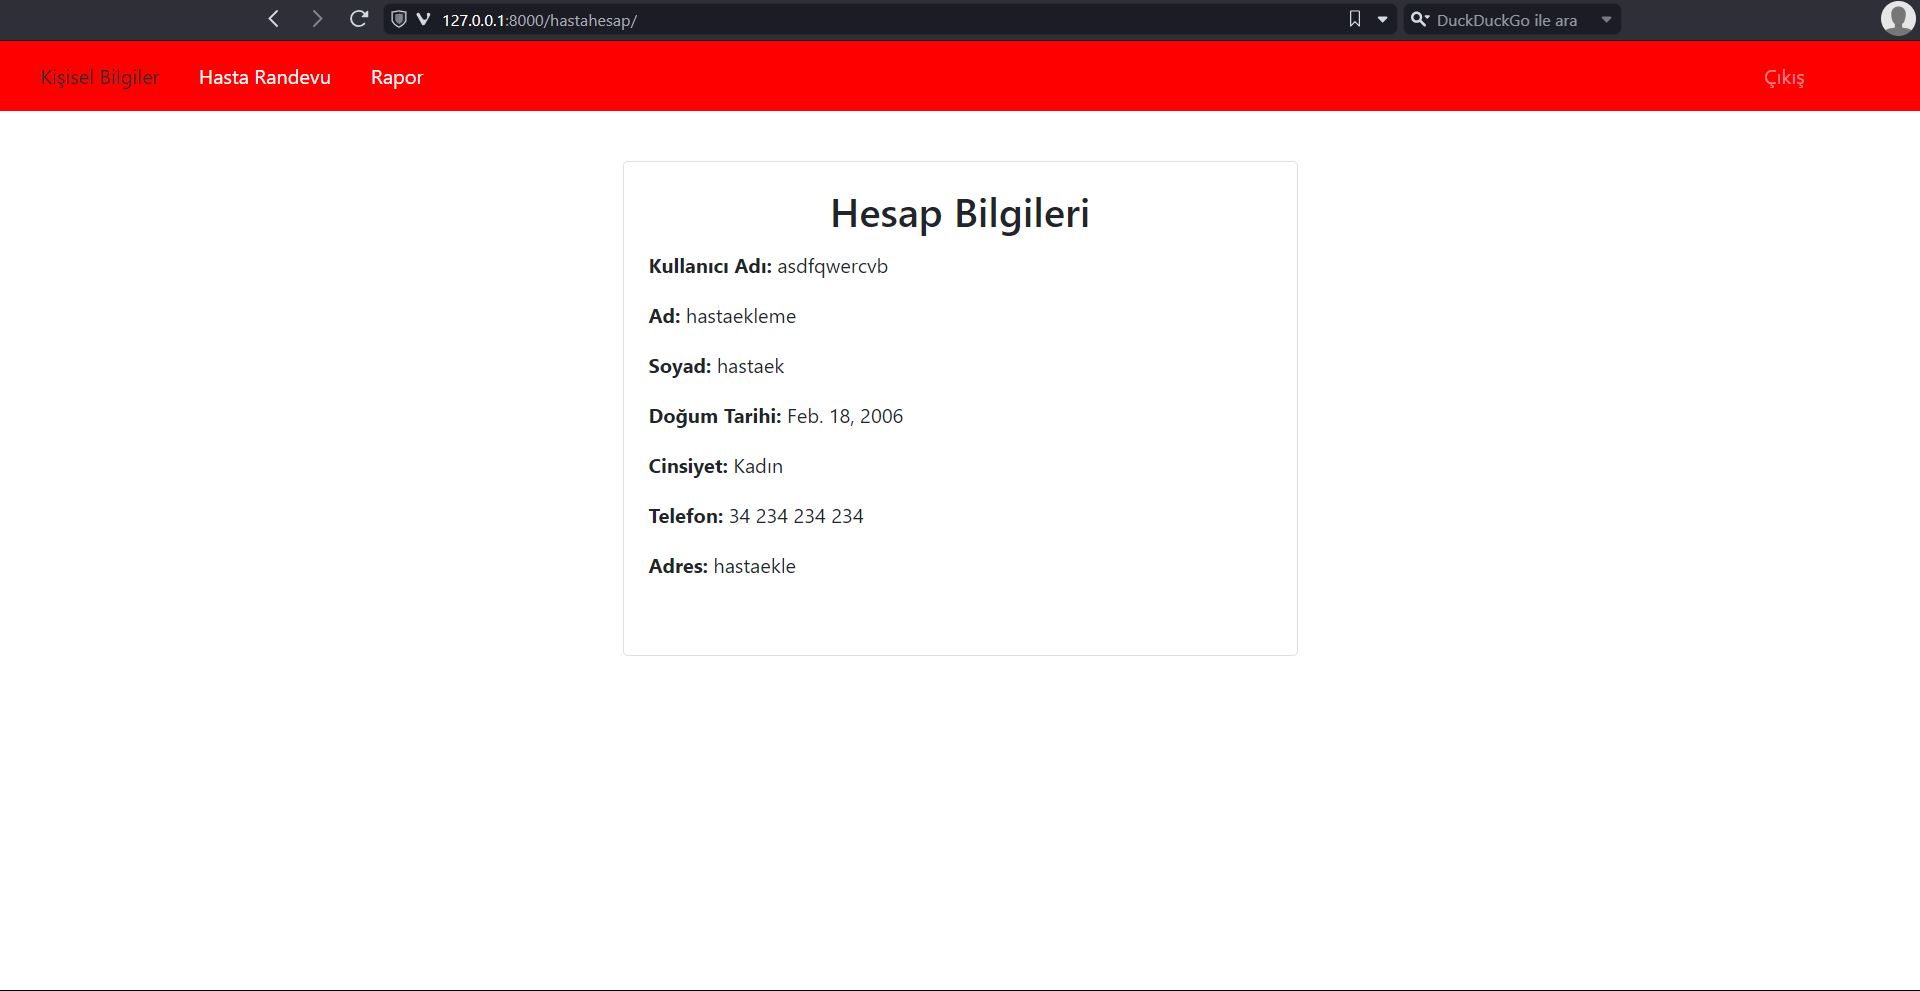 127.0.0.1:8000/hastahesap/ DuckDuckGo ile ara
Kişisel Bilgiler Hasta Randevu Rapor Çıkış
Hesap Bilgileri
Kullanıcı Adı: asdfqwercvb
Ad: hastaekleme
Soyad: hastaek
Doğum Tarihi: Feb. 18, 2006
Cinsiyet: Kadın
Telefon: 34 234 234 234
Adres: hastaekle